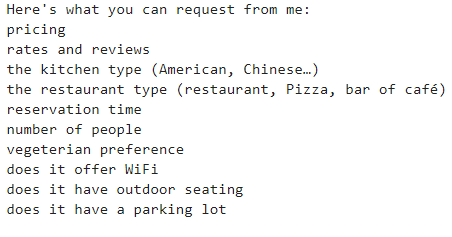 Here's what you can request from me:
pricing
rates and reviews
the kitchen type (American, Chinese…)
the restaurant type (restaurant, Pizza, bar of café)
reservation time
number of people
vegeterian preference
does it offer WiFi
does it have outdoor seating
does it have a parking lot